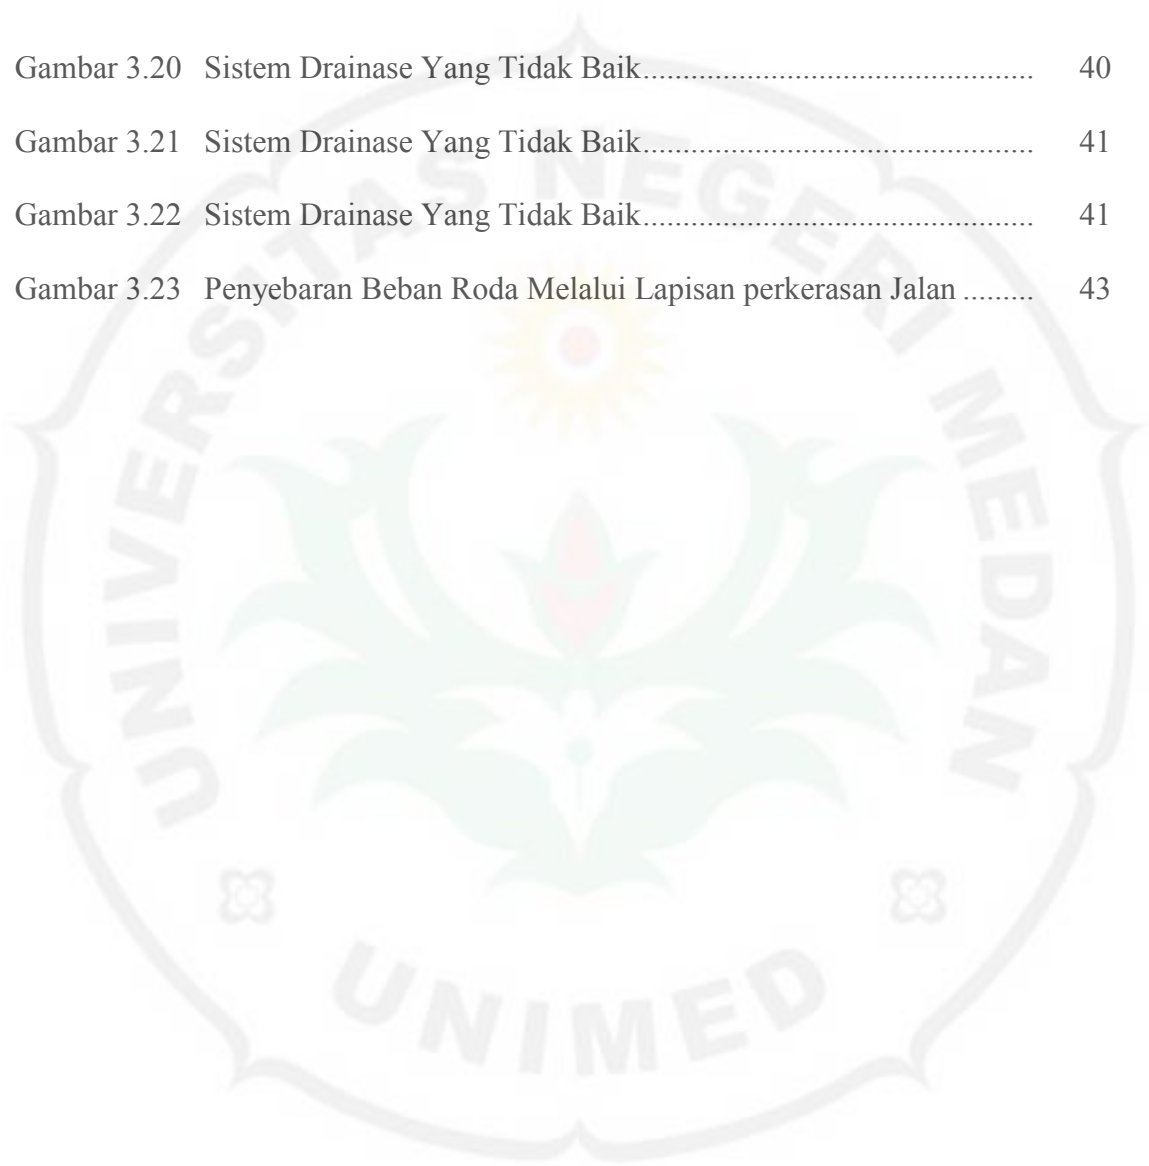 Gambar 3.20 Sistem Drainase Yang Tidak Baik................................................ 40
Gambar 3.21 Sistem Drainase Yang Tidak Baik................................................ 41
Gambar 3.22 Sistem Drainase Yang Tidak Baik................................................ 41
Gambar 3.23 Penyebaran Beban Roda Melalui Lapisan perkerasan Jalan ......... 43
UNIVERSITAS NEGERI MEDAN
UNIMED